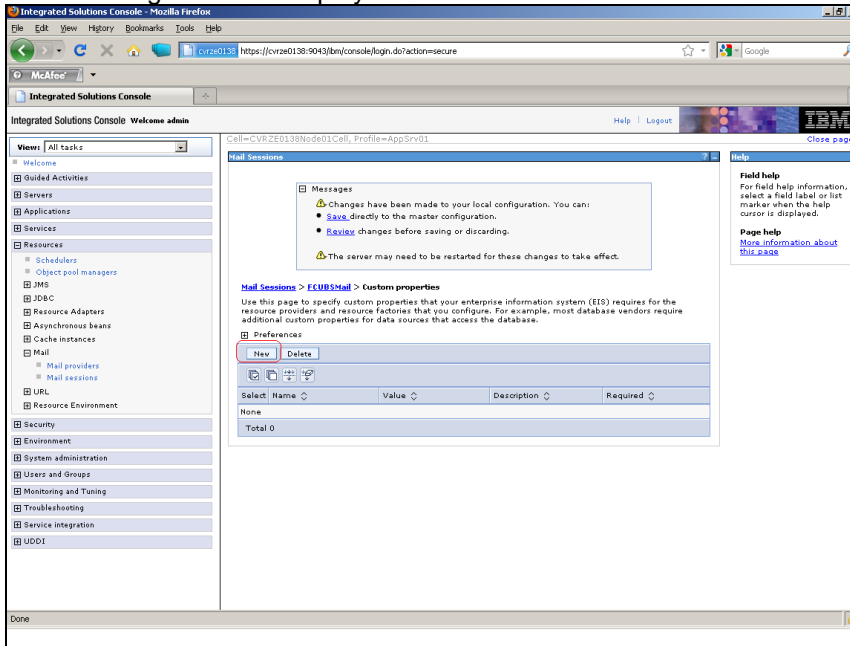 Integrated Solutions Console - Mozilla Firefox
File Edit View History Bookmarks Tools Help
cvrze0138 https://cvrze0138:9043/ibm/console/login.do?action=secure
Google
McAfee
Integrated Solutions Console
Integrated Solutions Console Welcome admin
Help Logout
IBM
View: All tasks
Welcome
Guided Activities
Servers
Applications
Services
Resources
Schedulers
Object pool managers
JMS
JDBC
Resource Adapters
Asynchronous beans
Cache instances
Mail
Mail providers
Mail sessions
URL
Resource Environment
Security
Environment
System administration
Users and Groups
Monitoring and Tuning
Troubleshooting
Service integration
UDDI
Cell=CVRZE0138Node01Cell, Profile=AppSrv01
Close page
Mail Sessions
Messages
Changes have been made to your local configuration. You can:
Save directly to the master configuration.
Review changes before saving or discarding.
The server may need to be restarted for these changes to take effect.
Mail Sessions > FCUBSMail > Custom properties
Use this page to specify custom properties that your enterprise information system (EIS) requires for the
resource providers and resource factories that you configure. For example, most database vendors require
additional custom properties for data sources that access the database.
Preferences
New Delete
Select Name Value Description Required
None
Total 0
Help
Field help
For field help information,
select a field label or list
marker when the help
cursor is displayed.
Page help
More information about
this page
Done